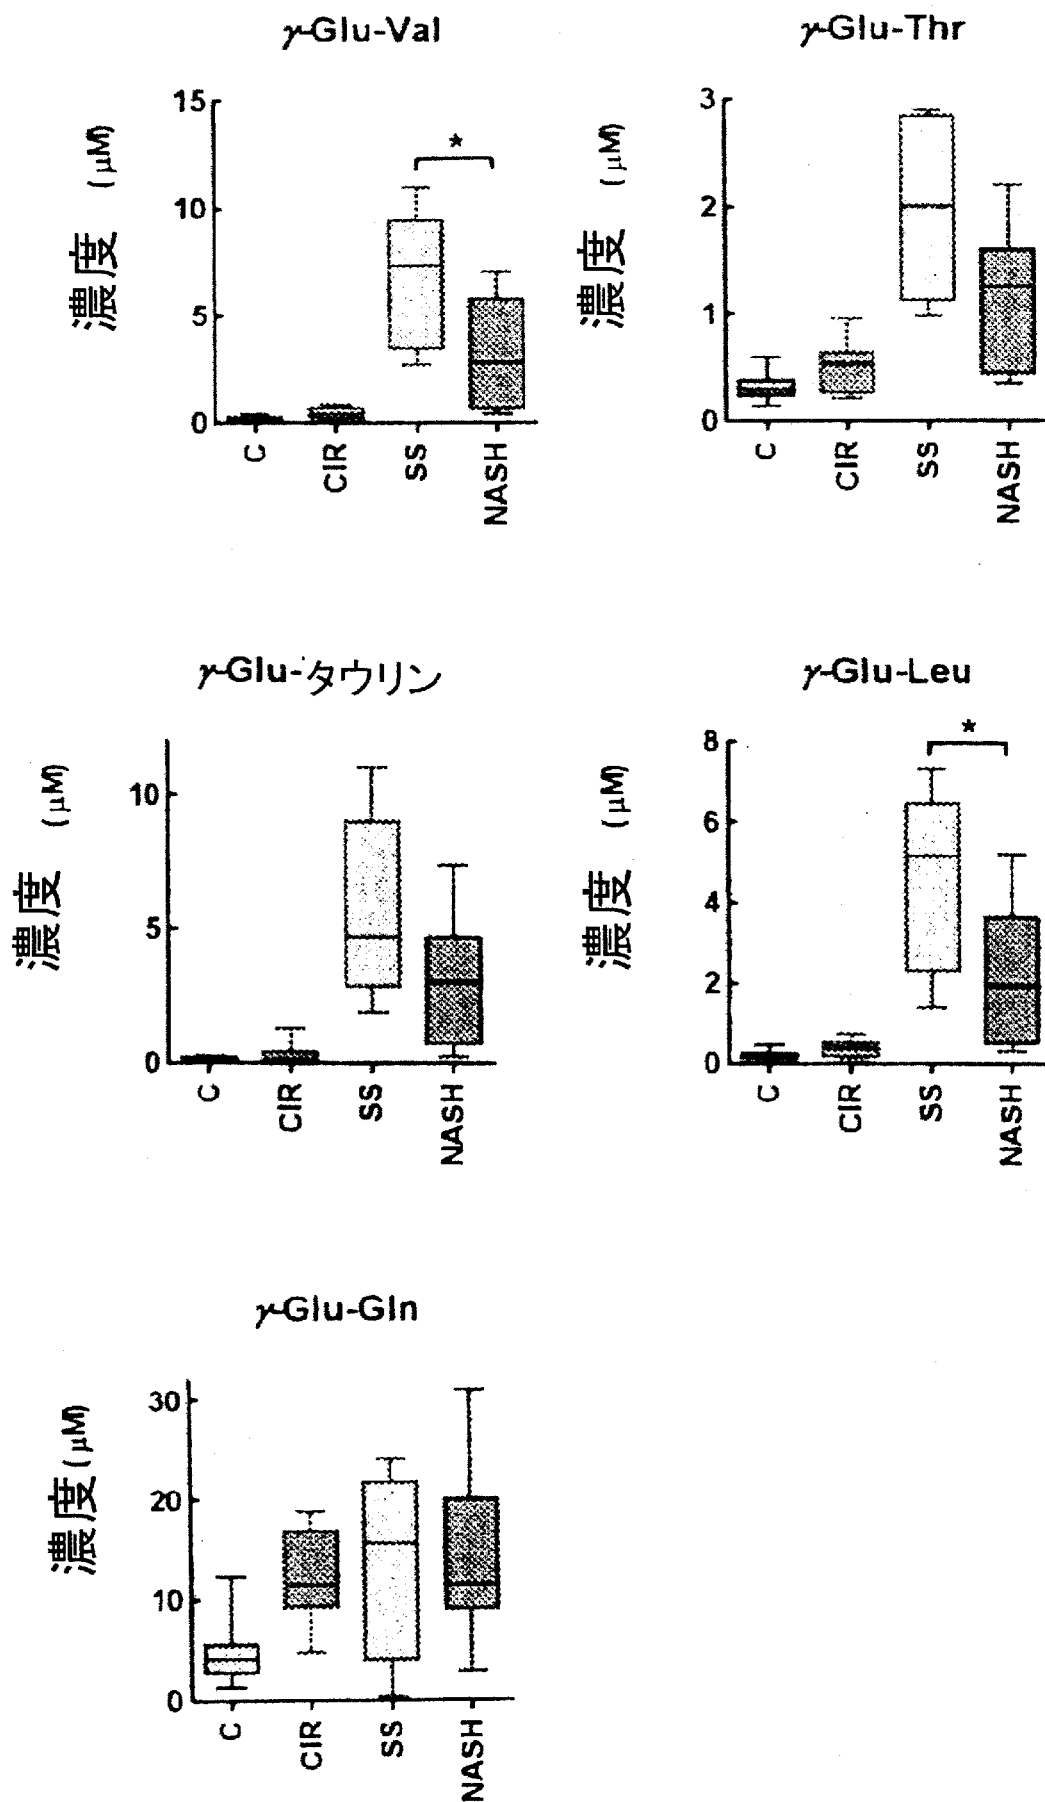 γ-Glu-Val
濃度 (μM)
15
10
5
0
*
C
CIR
SS
NASH
γ-Glu-Thr
濃度 (μM)
3
2
1
0
C
CIR
SS
NASH
γ-Glu-タウリン
濃度 (μM)
10
5
0
C
CIR
SS
NASH
γ-Glu-Leu
濃度 (μM)
8
6
4
2
0
*
C
CIR
SS
NASH
γ-Glu-Gln
濃度 (μM)
30
20
10
0
C
CIR
SS
NASH